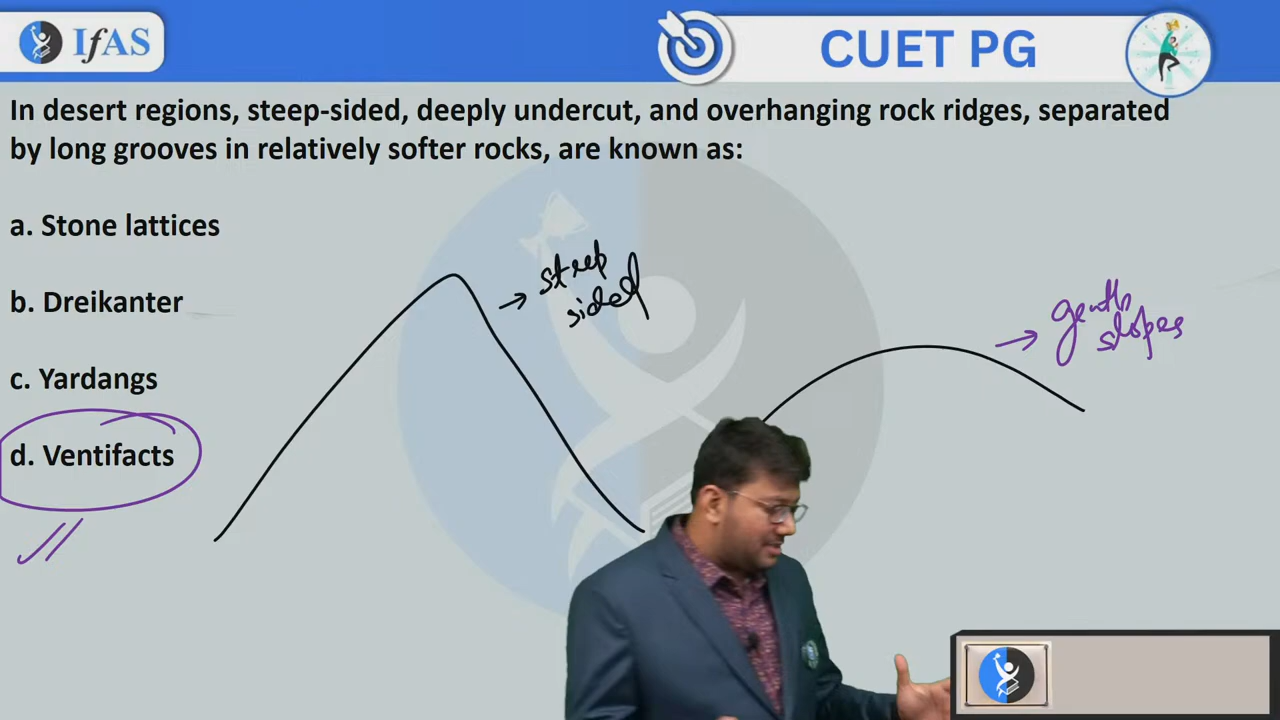 IfAS
CUET PG
In desert regions, steep-sided, deeply undercut, and overhanging rock ridges, separated
by long grooves in relatively softer rocks, are known as:
a. Stone lattices
b. Dreikanter
c. Yardangs
d. Ventifacts
→ steep
sided
→ gentle
slopes